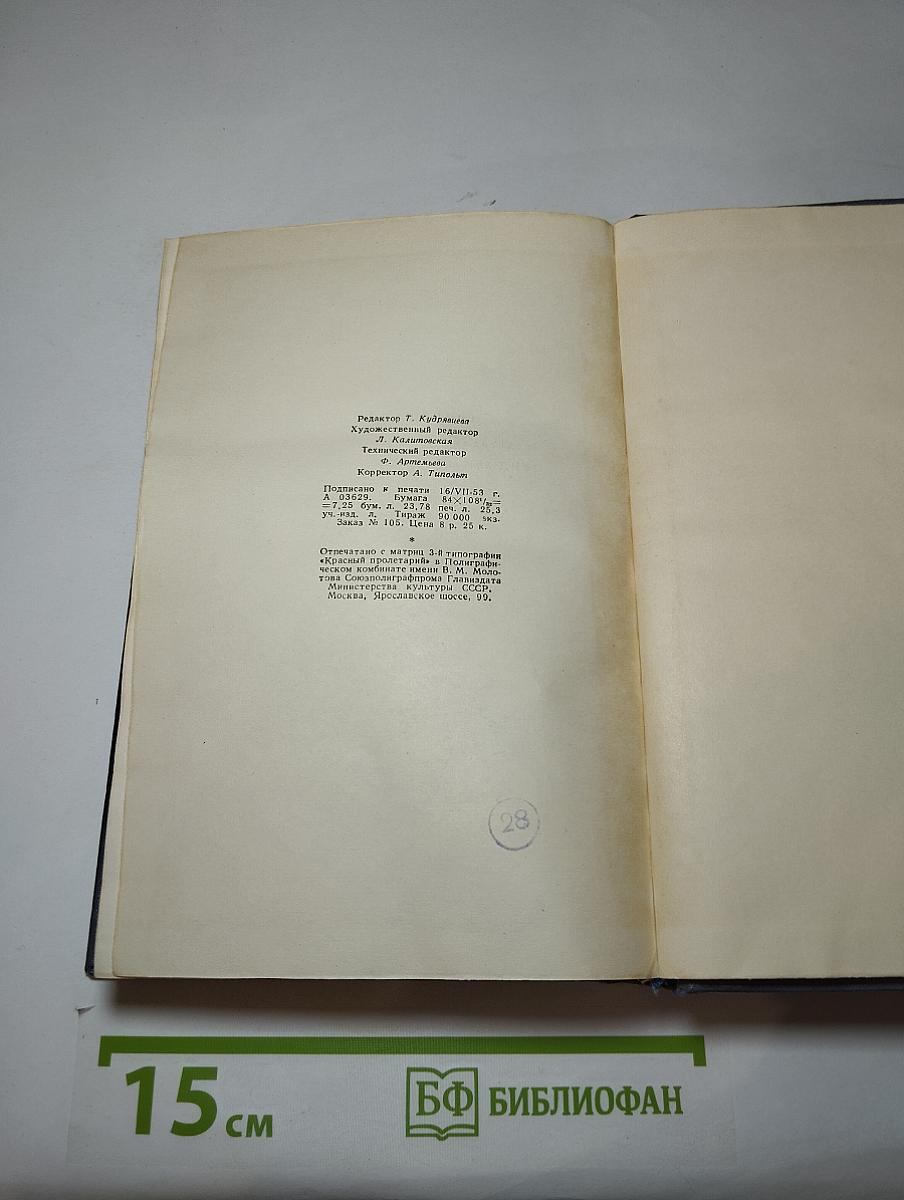 Редактор Т. Кудрявцева
Художественный редактор
Л. Калитовская
Технический редактор
Ф. Артемьева
Корректор А. Типольт
Подписано к печати 16/VII-53 г.
А 03629. Бумага 84×108¹/₃₂=
=7,25 бум. л. 23,78 печ. л. 25,3
уч.-изд. л. Тираж 90 000 экз.
Заказ № 105. Цена 8 р. 25 к.
*
Отпечатано с матриц 3-й типографии
«Красный пролетарий» в Полиграфи-
ческом комбинате имени В. М. Моло-
това Союзполиграфпрома Главиздата
Министерства культуры СССР.
Москва, Ярославское шоссе, 99.
28
15 см
БФ БИБЛИОФАН